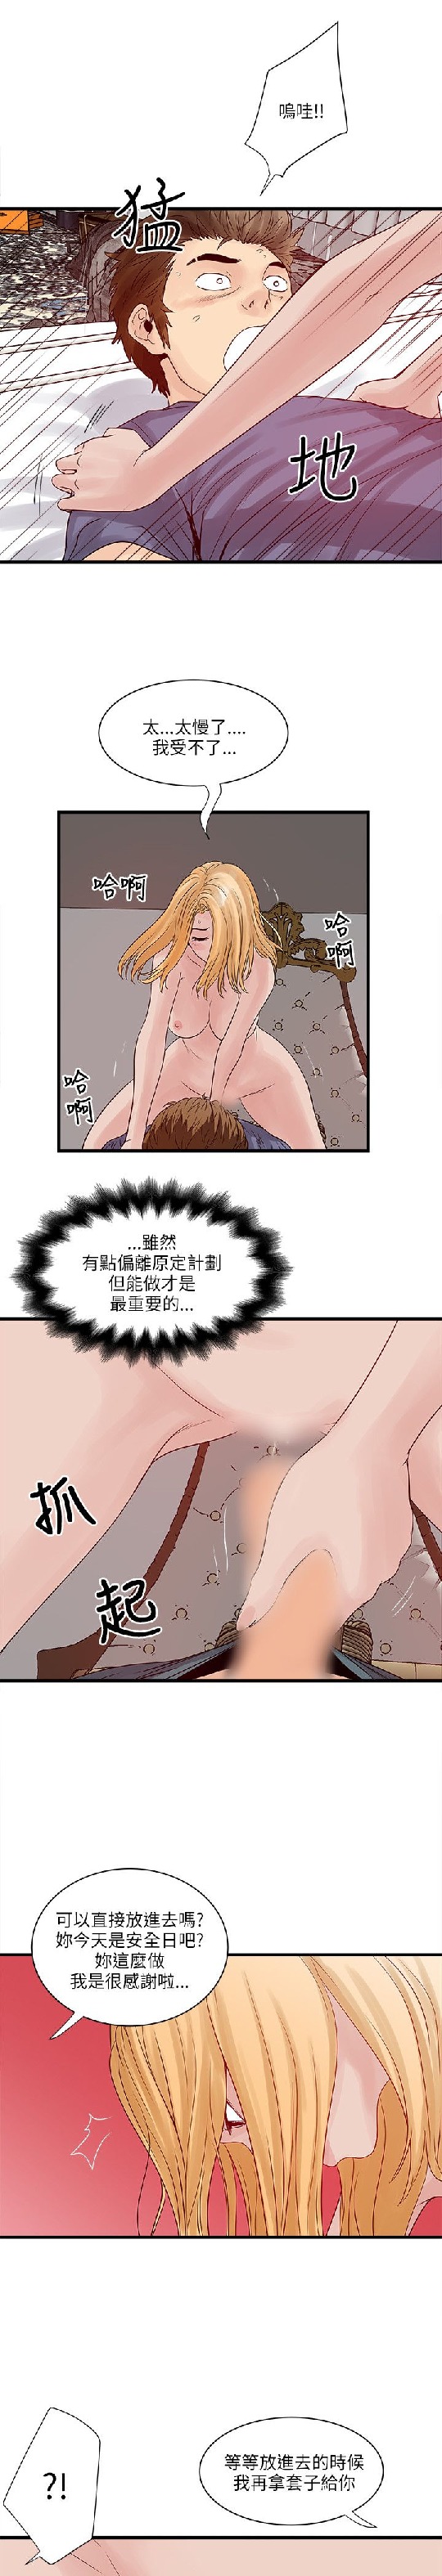 嗚哇!!
猛
地
太...太慢了....
我受不了...
哈啊
哈
啊
哈
啊
...雖然
有點偏離原定計劃
但能做才是
最重要的...
抓
起
可以直接放進去嗎?
妳今天是安全日吧?
妳這麼做
我是很感謝啦...
?!
等等放進去的時候
我再拿套子給你